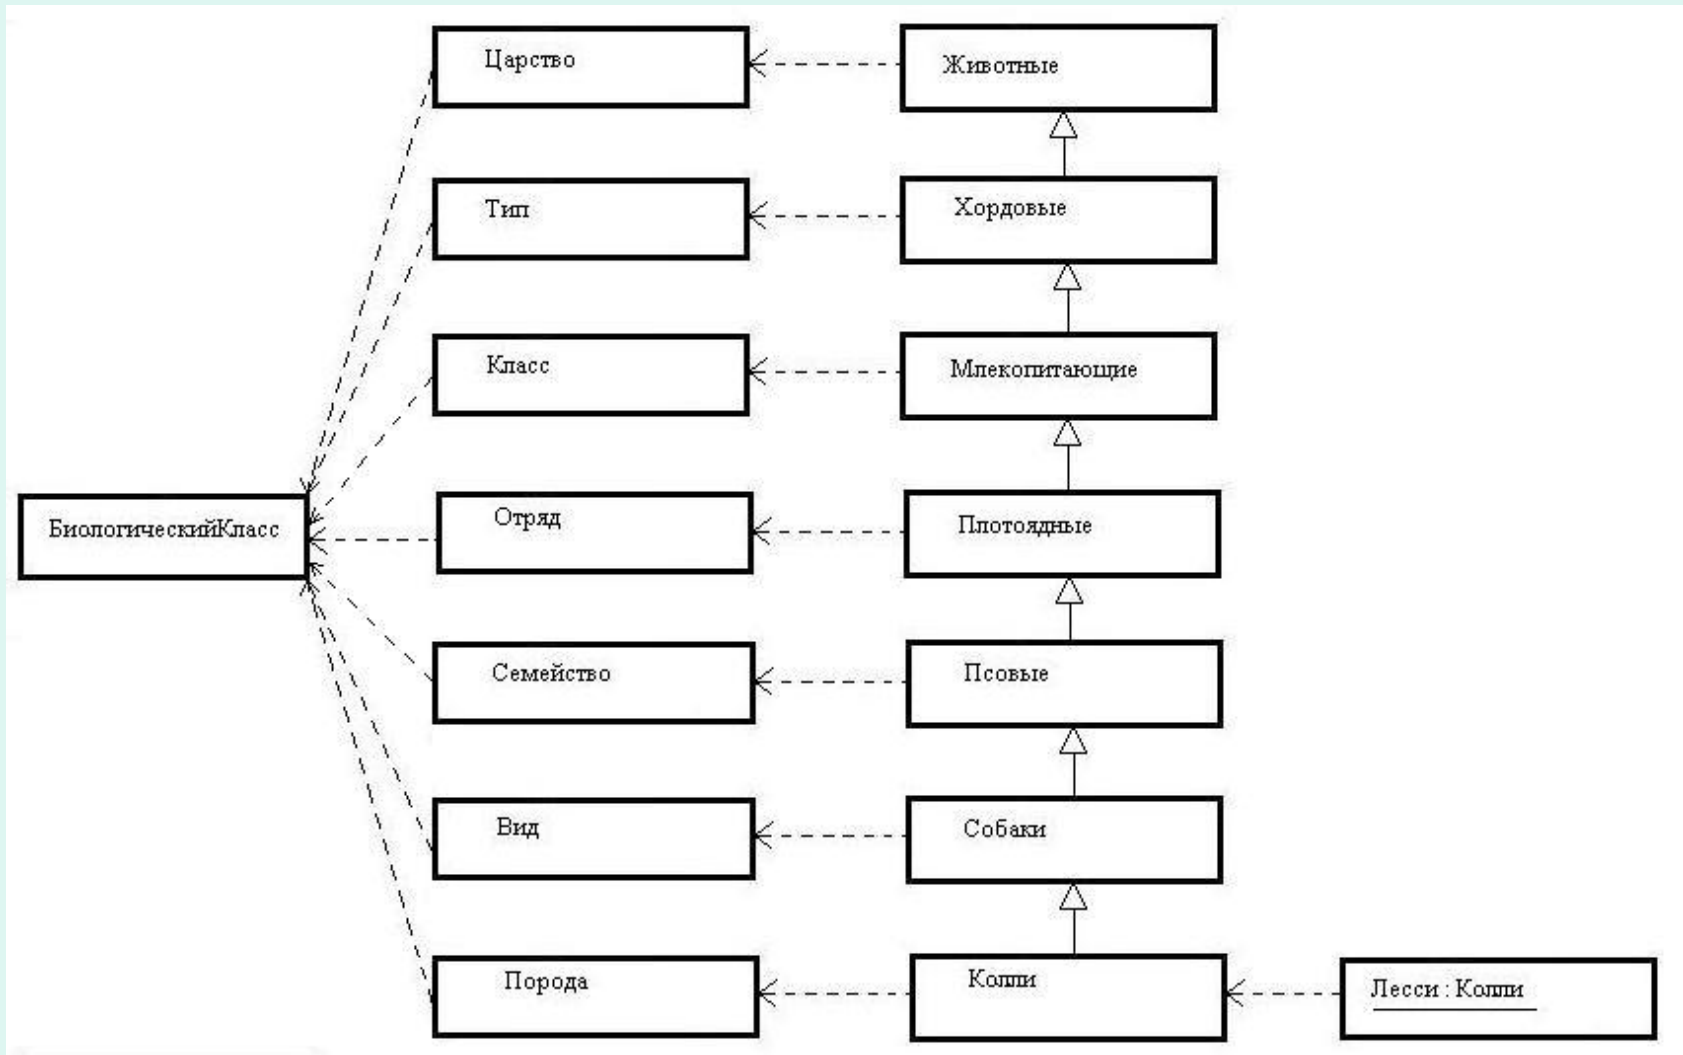 Царство
Животные
Тип
Хордовые
Класс
Млекопитающие
Отряд
Плотоядные
БиологическийКласс
Семейство
Псовые
Вид
Собаки
Порода
Колли
Лесси : Колли